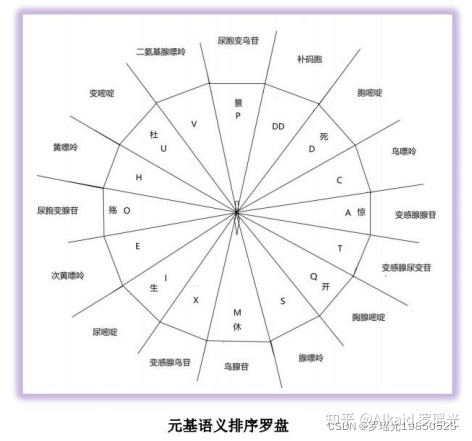 尿胞变鸟苷
二氨基腺嘌呤
补码胞
变嘧啶
胞嘧啶
景
P
V
DD
杜
U
死
D
黄嘌呤
鸟嘌呤
H
C
尿胞变腺苷
殇 O
A 惊
变感腺腺苷
E
T
次黄嘌呤
变感腺尿变苷
I
生
Q
开
X
S
M
休
尿嘧啶
胸腺嘧啶
变感腺鸟苷
鸟腺苷
腺嘌呤
知乎 @Alkaid 罗瑶光
CSDN @罗瑶光19850525
元基语义排序罗盘